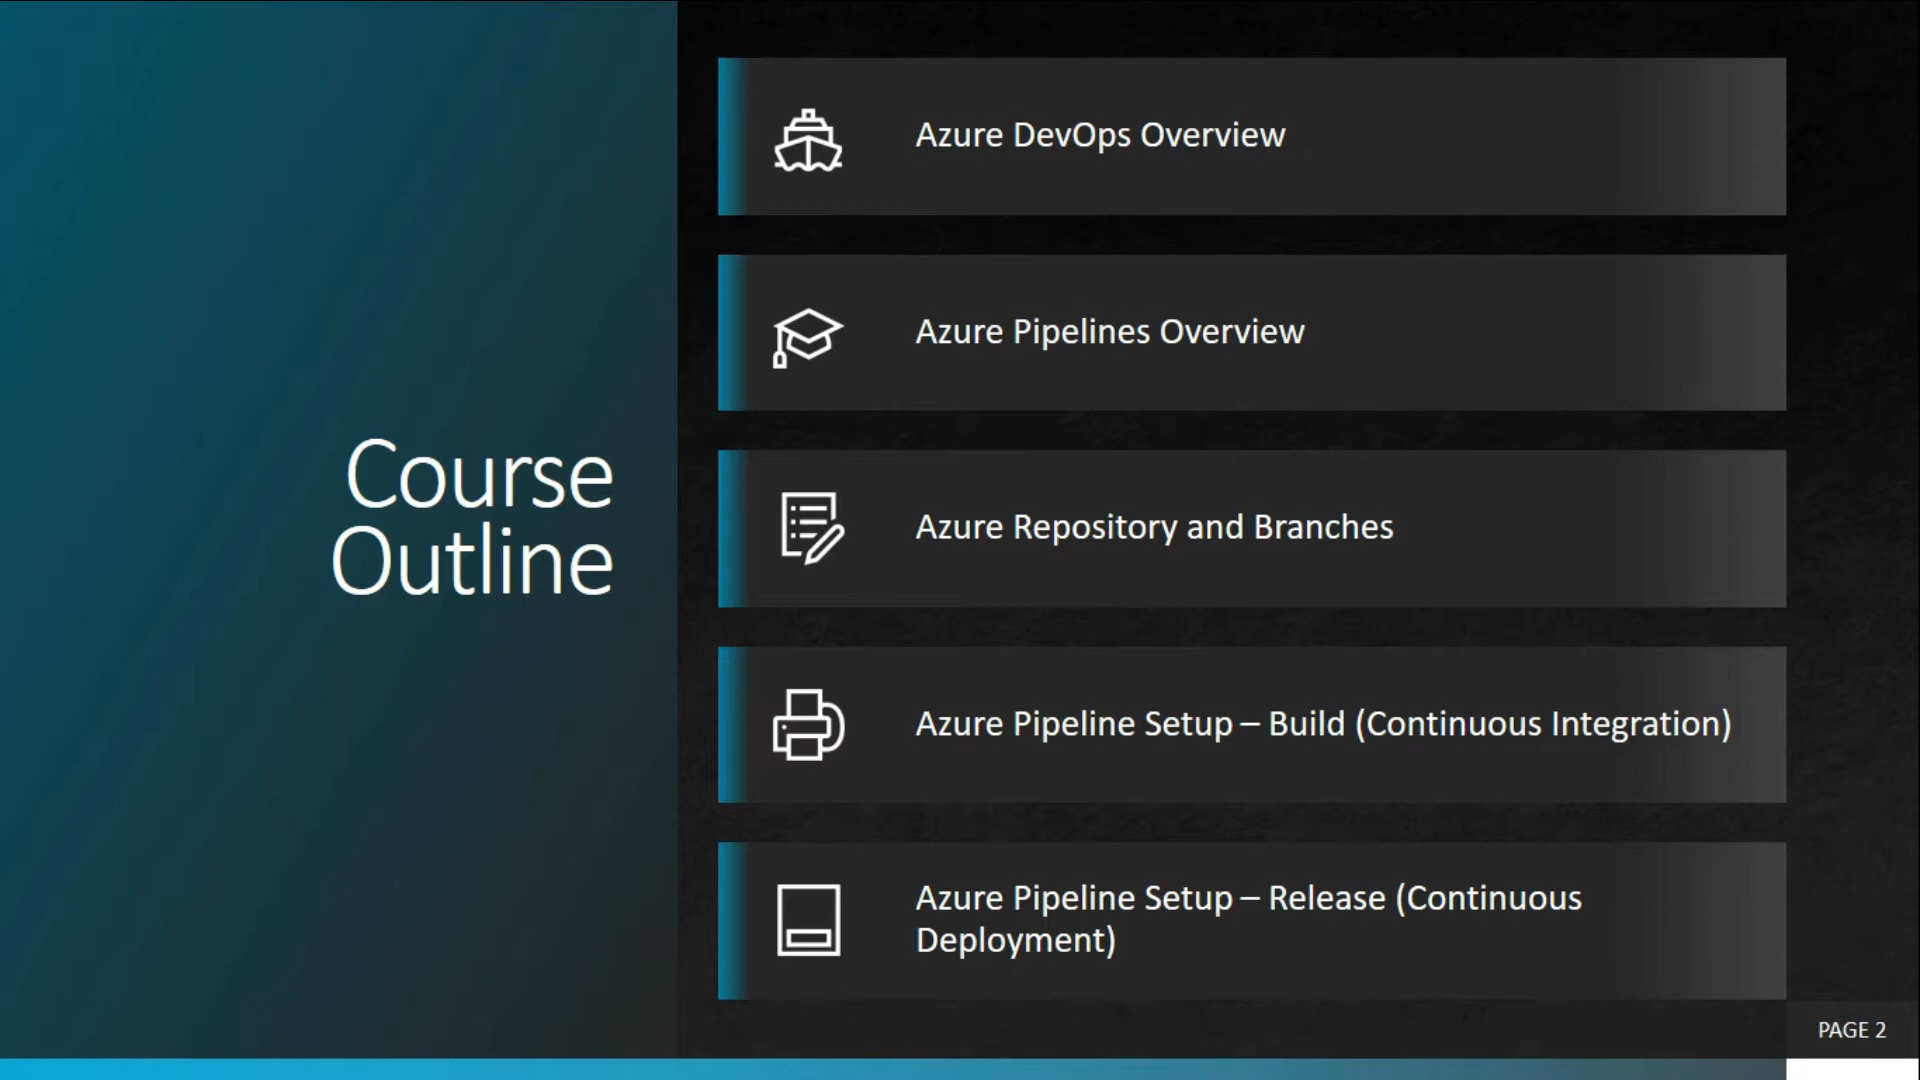 Course
Outline
Azure DevOps Overview
Azure Pipelines Overview
Azure Repository and Branches
Azure Pipeline Setup – Build (Continuous Integration)
Azure Pipeline Setup – Release (Continuous
Deployment)
PAGE 2